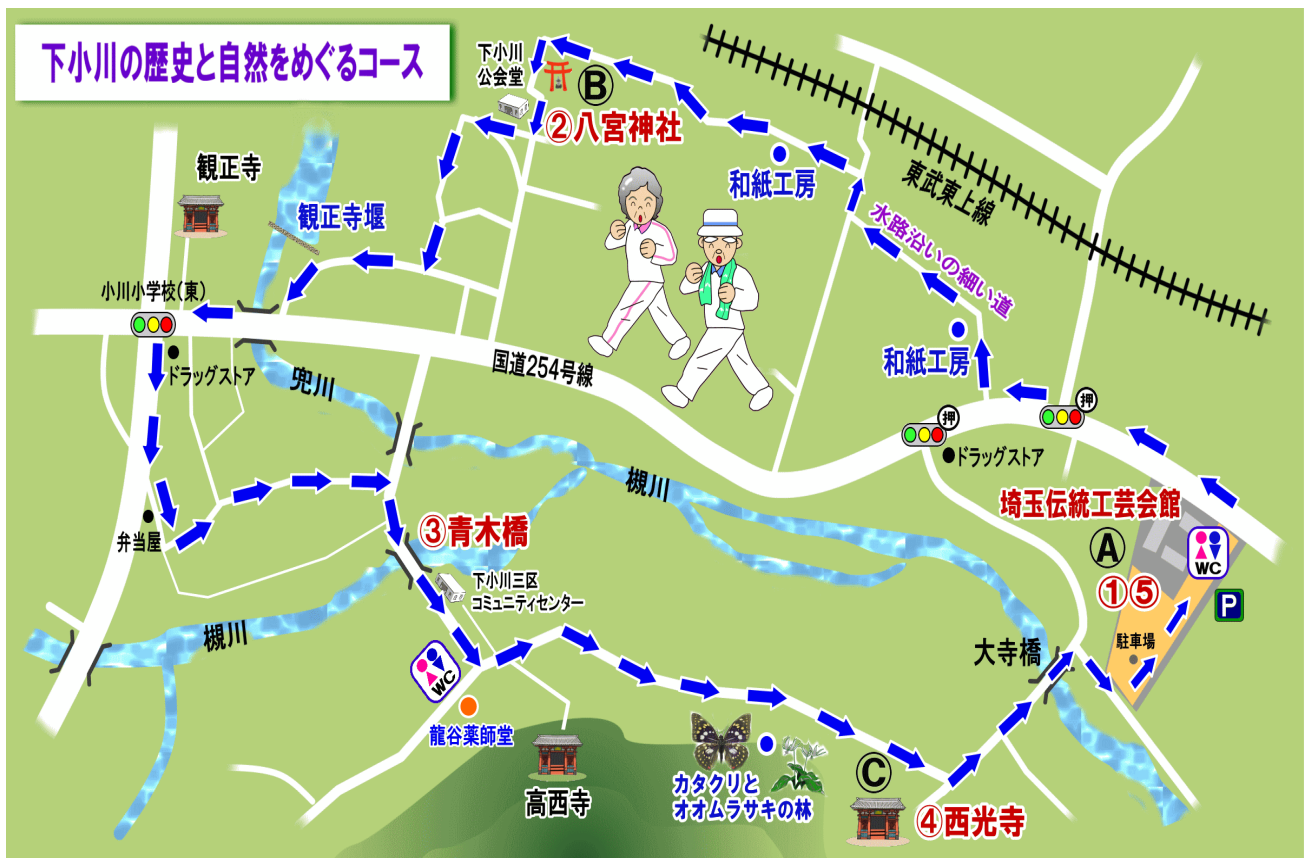 下小川の歴史と自然をめぐるコース
下小川
公会堂
Ⓑ
②八宮神社
観正寺
観正寺堰
和紙工房
東武東上線
水路沿いの細い道
小川小学校(東)
ドラッグストア
兜川
国道254号線
和紙工房
押
押
ドラッグストア
槻川
埼玉伝統工芸会館
Ⓐ
WC
①⑤
P
駐車場
弁当屋
③青木橋
下小川三区
コミュニティセンター
槻川
大寺橋
WC
龍谷薬師堂
高西寺
カタクリと
オオムラサキの林
Ⓒ
④西光寺